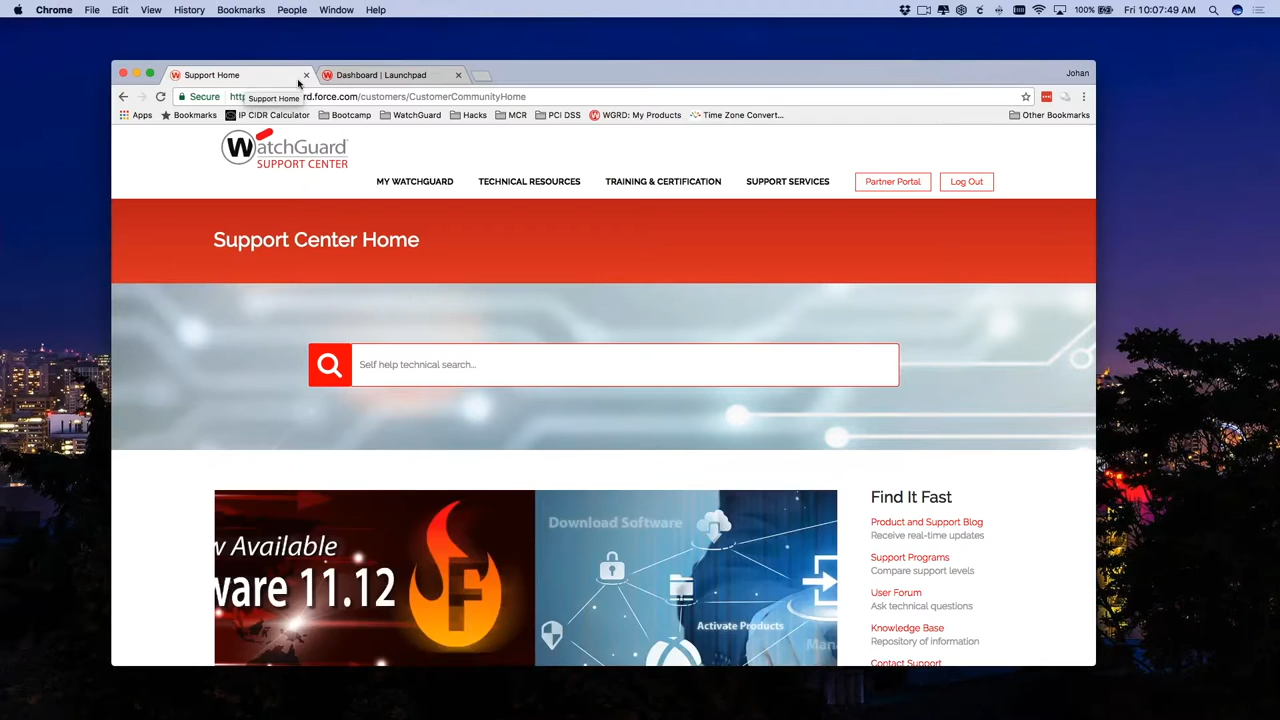 Chrome File Edit View History Bookmarks People Window Help 100% Fri 10:07:49 AM
Support Home Dashboard | Launchpad Johan
Secure rd.force.com/customers/CustomerCommunityHome
Support Home
Apps Bookmarks IP CIDR Calculator Bootcamp WatchGuard Hacks MCR PCI DSS WGRD: My Products Time Zone Convert... Other Bookmarks
WatchGuard
SUPPORT CENTER
MY WATCHGUARD TECHNICAL RESOURCES TRAINING & CERTIFICATION SUPPORT SERVICES Partner Portal Log Out
Support Center Home
Self help technical search...
w Available
ware 11.12
Download Software
Activate Products
Find It Fast
Product and Support Blog
Receive real-time updates
Support Programs
Compare support levels
User Forum
Ask technical questions
Knowledge Base
Repository of information
Contact Support